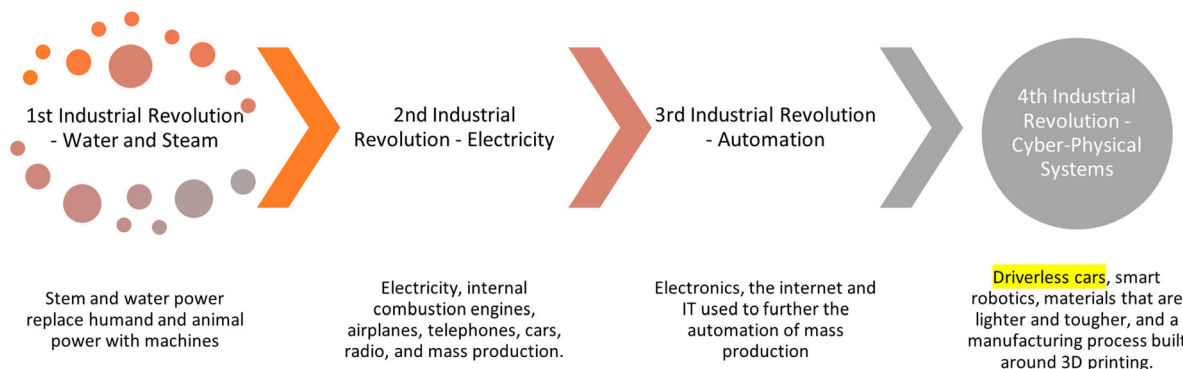 1st Industrial Revolution
- Water and Steam
2nd Industrial
Revolution - Electricity
3rd Industrial Revolution
- Automation
4th Industrial
Revolution -
Cyber-Physical
Systems
Stem and water power
replace humand and animal
power with machines
Electricity, internal
combustion engines,
airplanes, telephones, cars,
radio, and mass production.
Electronics, the internet and
IT used to further the
automation of mass
production
Driverless cars, smart
robotics, materials that are
lighter and tougher, and a
manufacturing process built
around 3D printing.